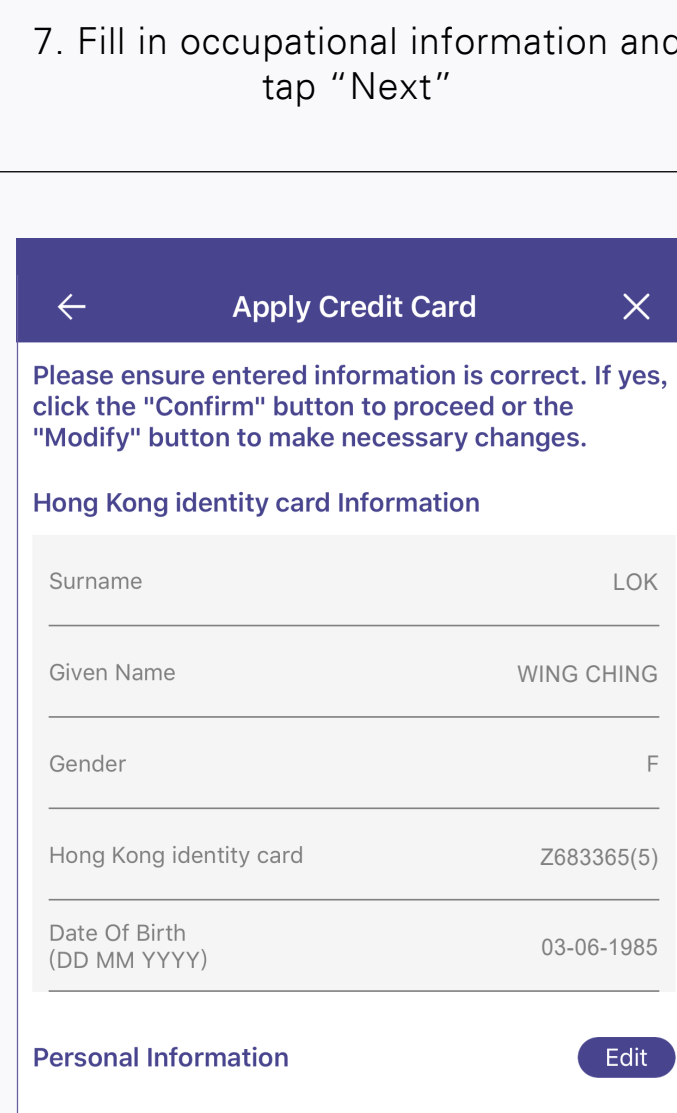 7. Fill in occupational information and
tap “Next”
Apply Credit Card
Please ensure entered information is correct. If yes,
click the "Confirm" button to proceed or the
"Modify" button to make necessary changes.
Hong Kong identity card Information
Surname LOK
Given Name WING CHING
Gender F
Hong Kong identity card Z683365(5)
Date Of Birth
(DD MM YYYY) 03-06-1985
Personal Information Edit